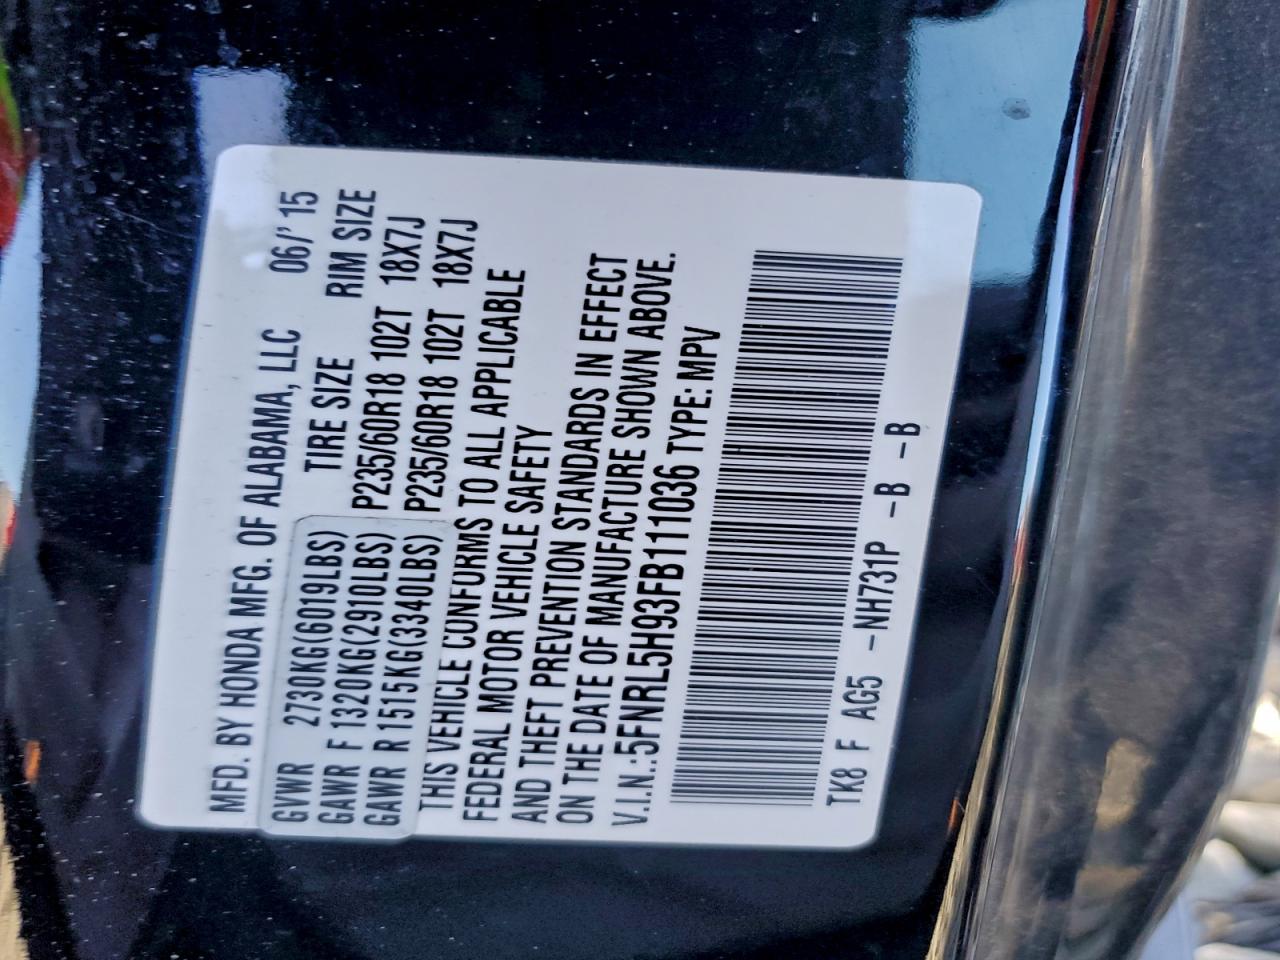 MFD. BY HONDA MFG. OF ALABAMA, LLC 06/' 15
TIRE SIZE RIM SIZE
GVWR 2730KG(6019LBS)
GAWR F 1320KG(2910LBS) P235/60R18 102T 18X7J
GAWR R 1515KG(3340LBS) P235/60R18 102T 18X7J
THIS VEHICLE CONFORMS TO ALL APPLICABLE
FEDERAL MOTOR VEHICLE SAFETY
AND THEFT PREVENTION STANDARDS IN EFFECT
ON THE DATE OF MANUFACTURE SHOWN ABOVE.
V.I.N.:5FNRL5H93FB111036 TYPE: MPV
TK8 F AG5 -NH731P -B -B